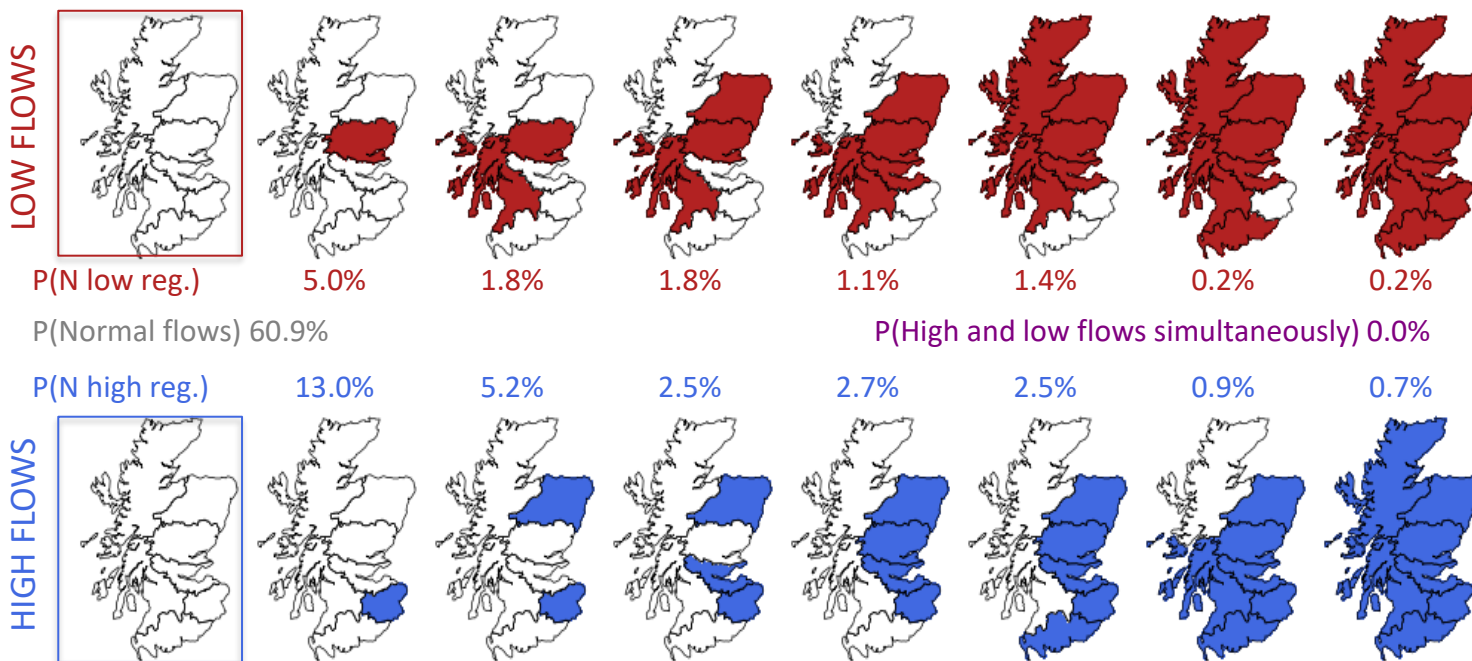 LOW FLOWS
P(N low reg.) 5.0% 1.8% 1.8% 1.1% 1.4% 0.2% 0.2%
P(Normal flows) 60.9% P(High and low flows simultaneously) 0.0%
P(N high reg.) 13.0% 5.2% 2.5% 2.7% 2.5% 0.9% 0.7%
HIGH FLOWS